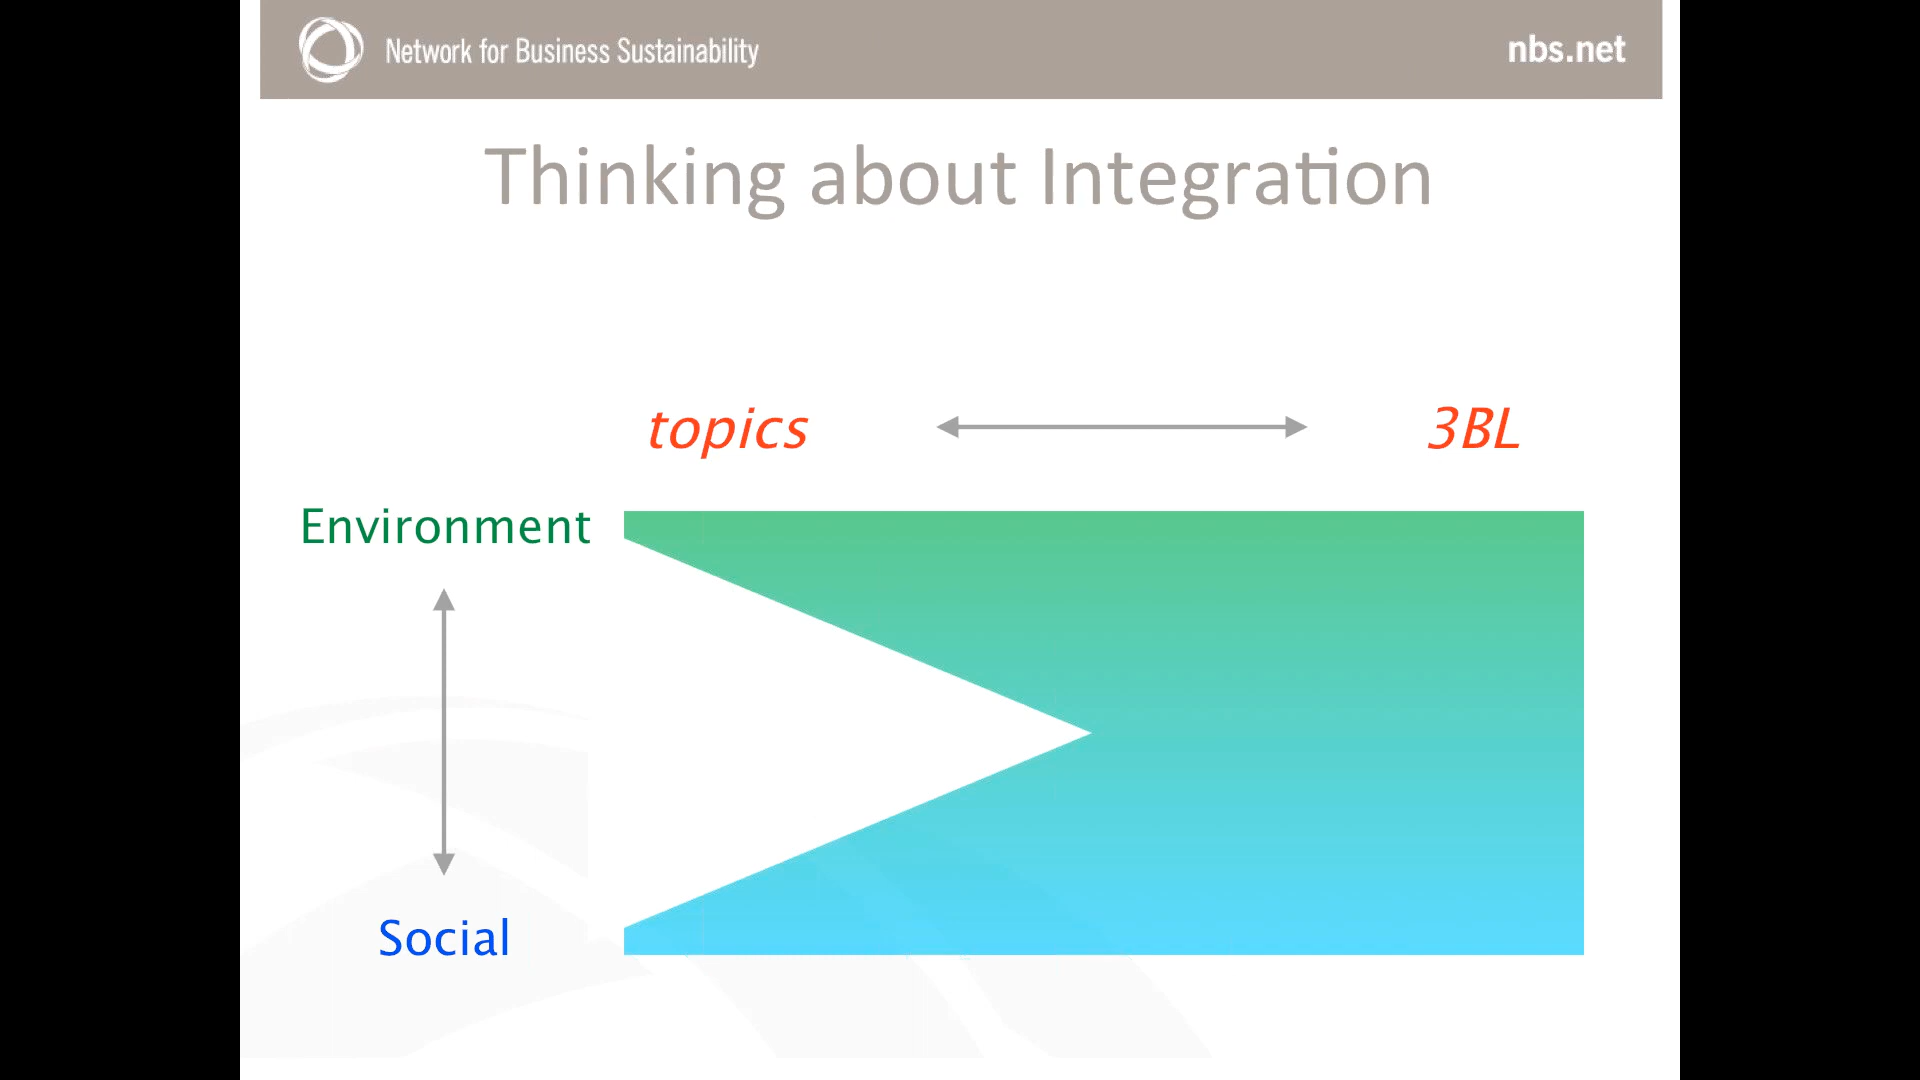 Network for Business Sustainability
nbs.net
Thinking about Integration
topics
3BL
Environment
Social